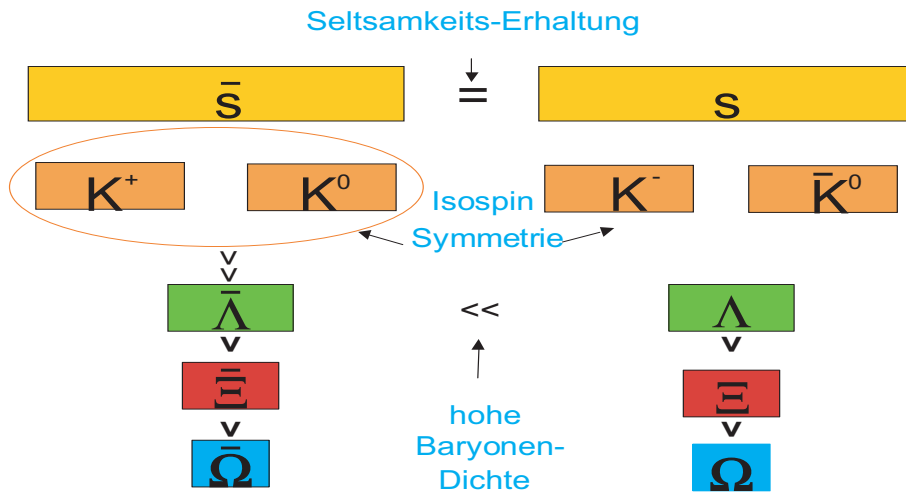 Seltsamkeits-Erhaltung
s̄ = s
K⁺ K⁰ K⁻ K̄⁰
Isospin
Symmetrie
<<
Λ̄ << Λ
v v
Ξ̄ Ξ
v v
hohe
Baryonen-
Ω̄ Ω
Dichte